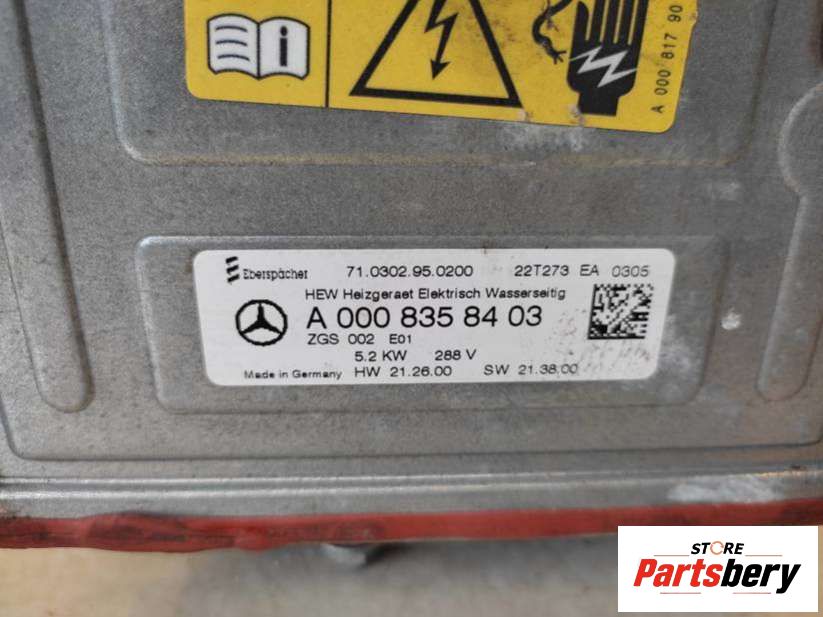 A 000 817 90
Eberspächer 71.0302.95.0200 22T273 EA 0305
HEW Heizgeraet Elektrisch Wasserseitig
A 000 835 84 03
ZGS 002 E01
5.2 KW 288 V
Made in Germany HW 21.26.00 SW 21.38.00
STORE
Partsbery